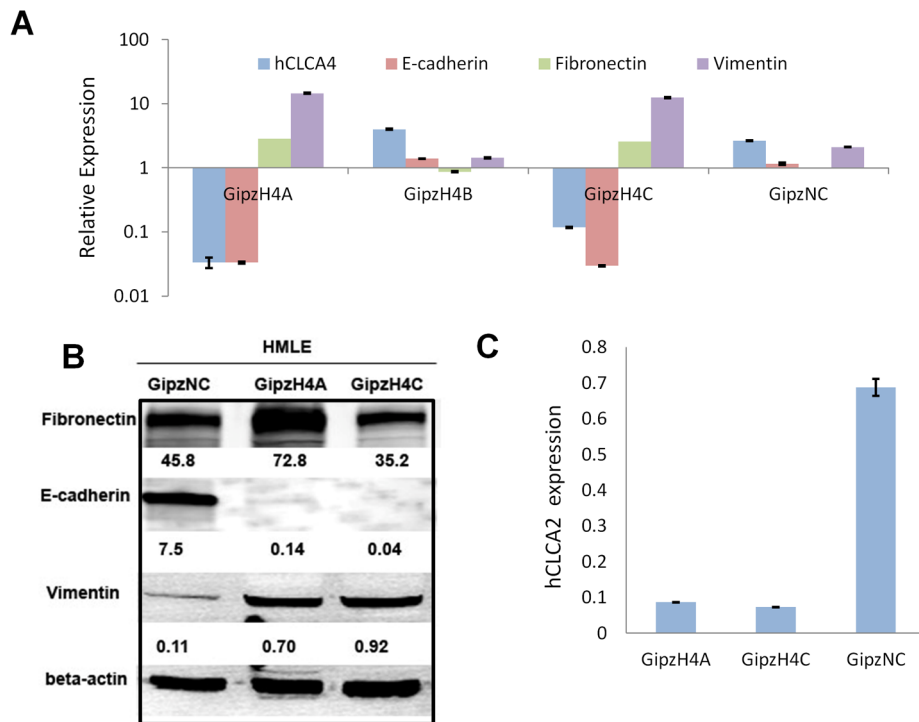 A
100
10
1
0.1
0.01
Relative Expression
hCLCA4 E-cadherin Fibronectin Vimentin
GipzH4A GipzH4B GipzH4C GipzNC
B
HMLE
GipzNC GipzH4A GipzH4C
Fibronectin
45.8 72.8 35.2
E-cadherin
7.5 0.14 0.04
Vimentin
0.11 0.70 0.92
beta-actin
C
0.8
0.7
0.6
0.5
0.4
0.3
0.2
0.1
0
hCLCA2 expression
GipzH4A GipzH4C GipzNC